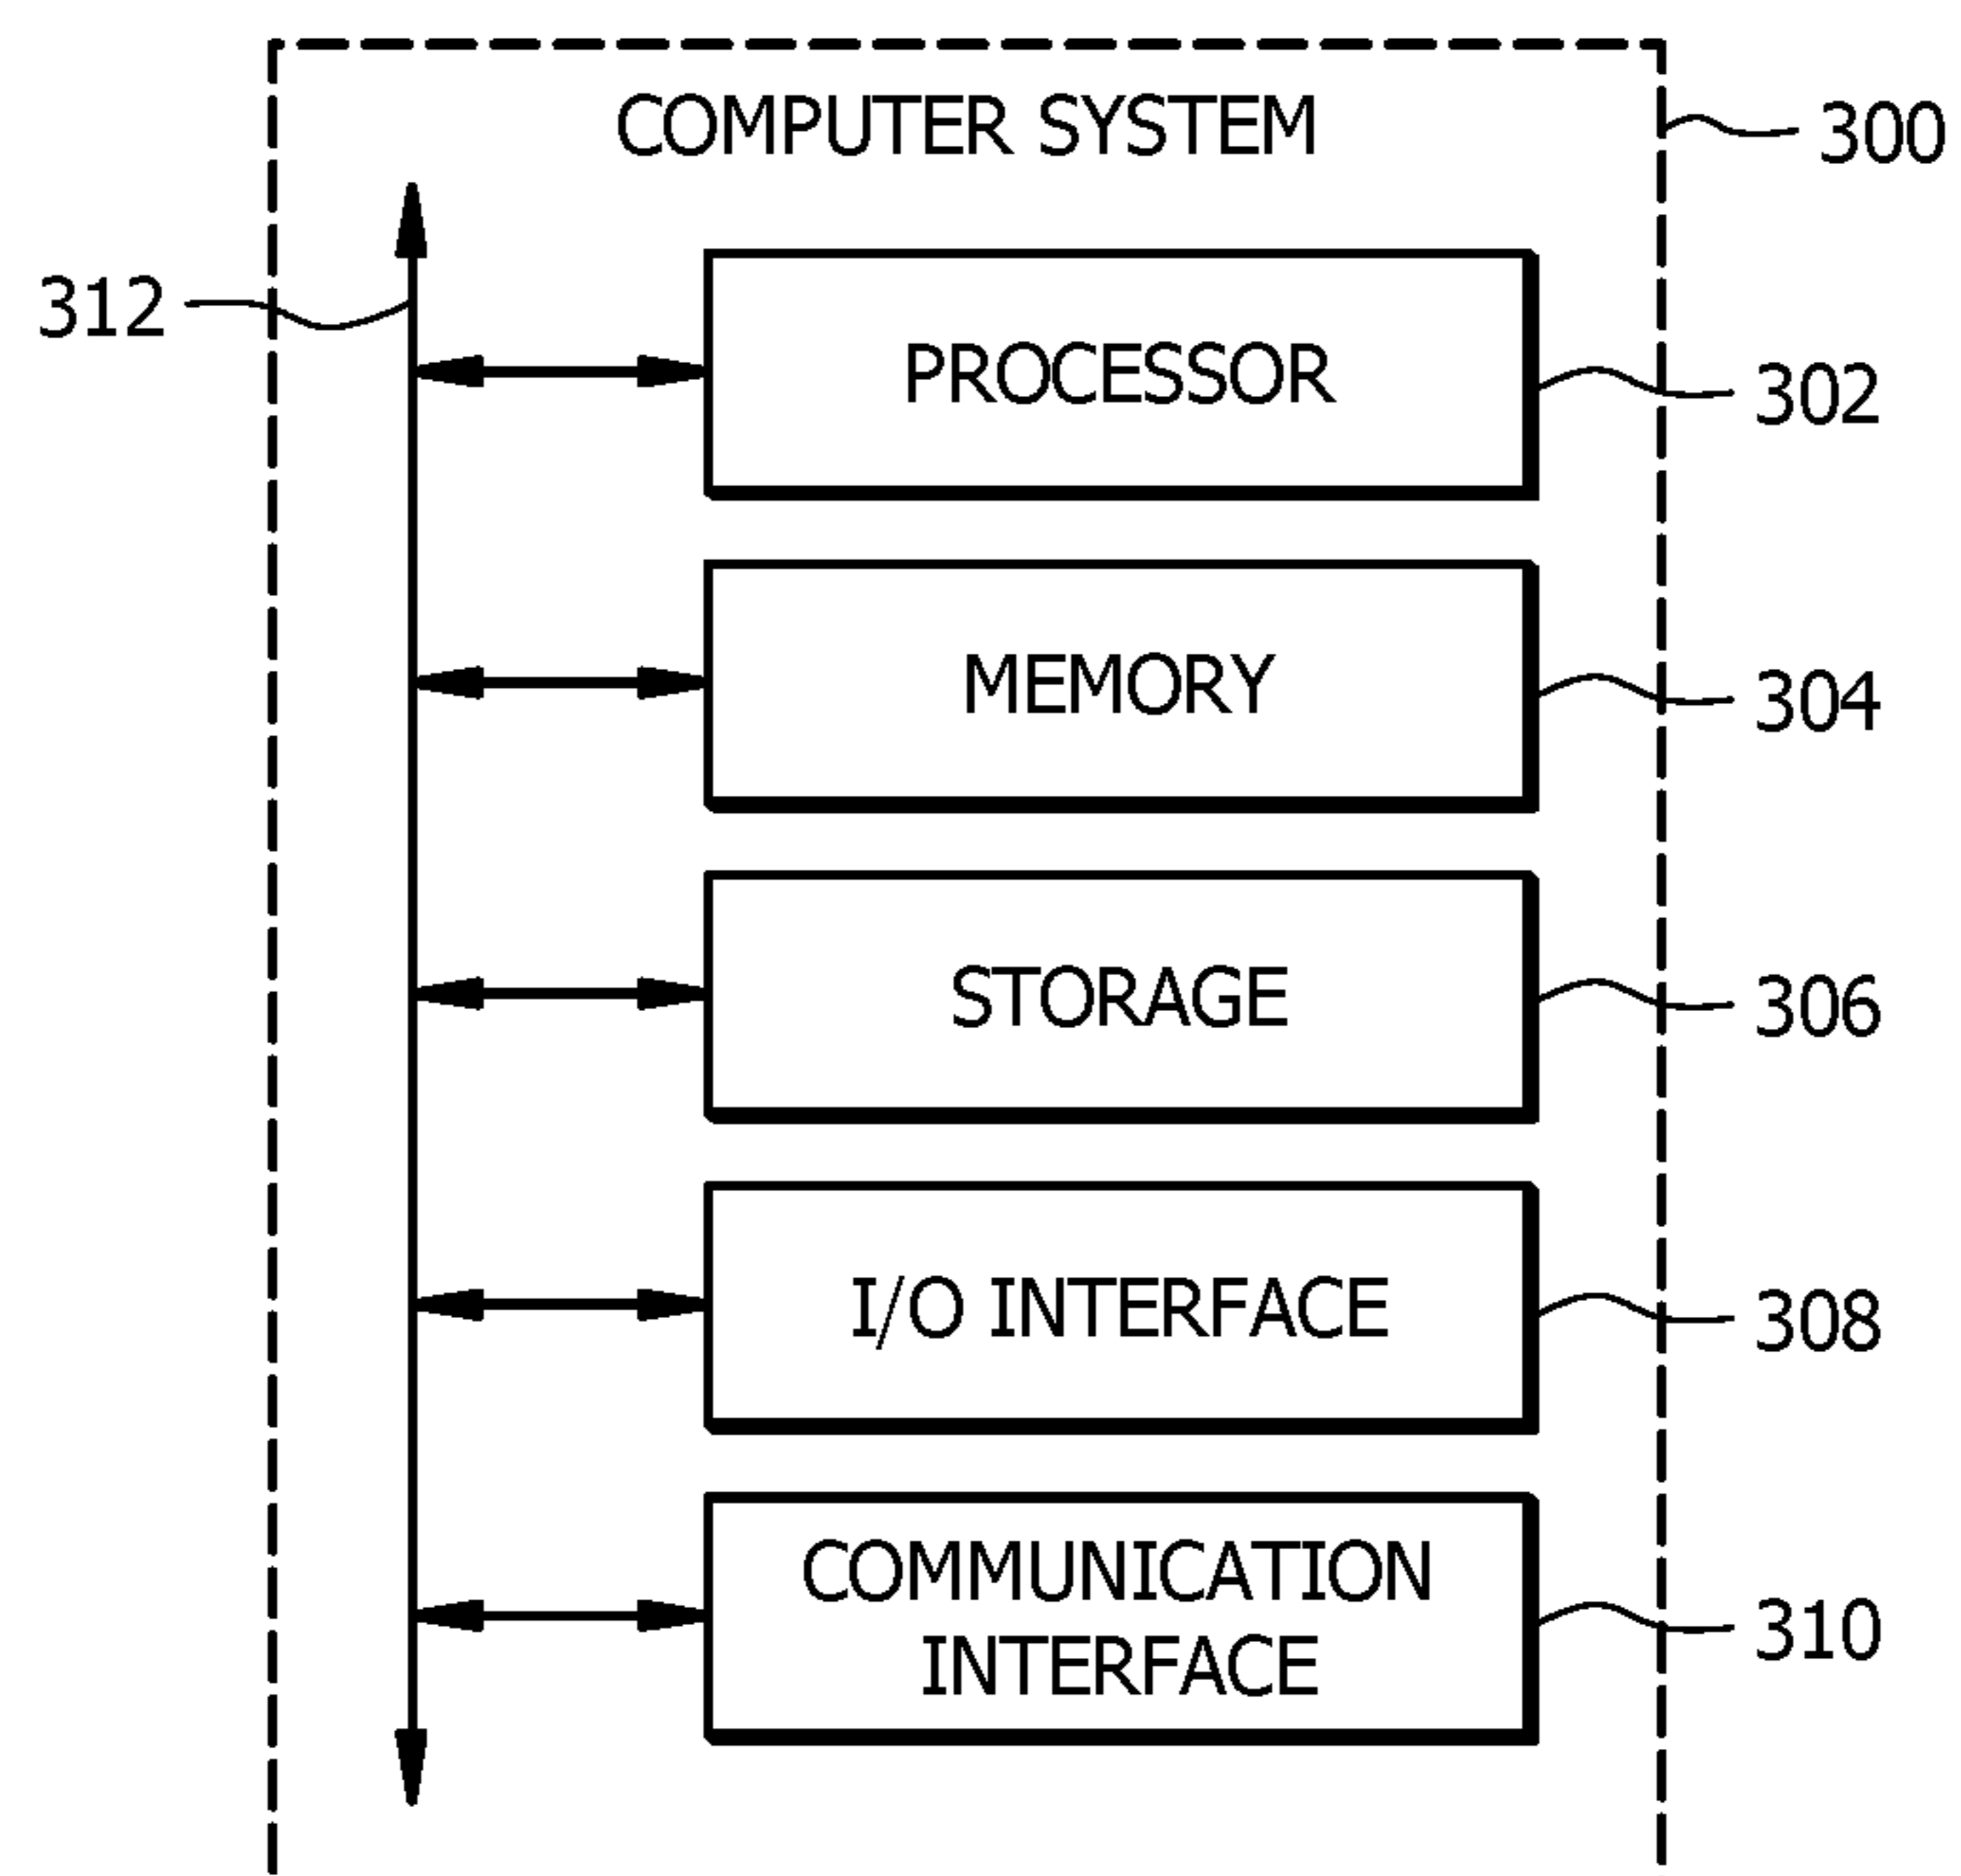 COMPUTER SYSTEM
300
312
PROCESSOR
302
MEMORY
304
STORAGE
306
I/O INTERFACE
308
COMMUNICATION
INTERFACE
310